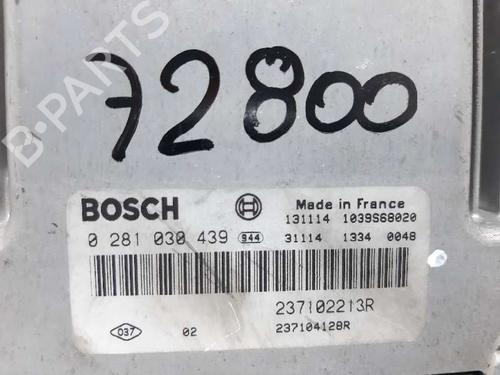 B-PARTS
72800
BOSCH
Made in France
131114 1039S68020
0 281 030 439 944 31114 1334 0048
237102213R
037 02 237104128R